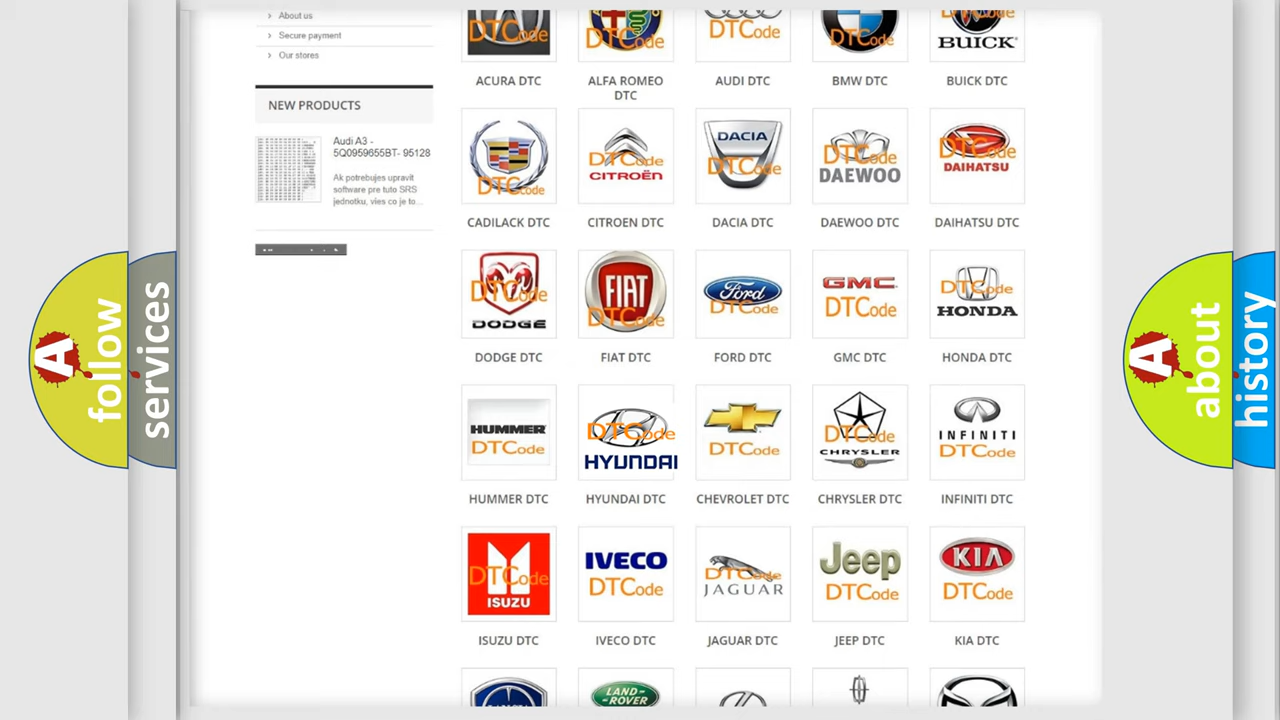 About us
Secure payment
Our stores
NEW PRODUCTS
Audi A3 -
5Q0959655BT- 95128
Ak potrebujes upravit
software pre tuto SRS
jednotku, vies co je to...
DTCode
DTCode
DTCode
DTCode
BUICK
ACURA DTC
ALFA ROMEO
DTC
AUDI DTC
BMW DTC
BUICK DTC
DTCode
DTCode
CITROËN
DACIA
DTCode
DTCode
DAEWOO
DTCode
DAIHATSU
CADILACK DTC
CITROEN DTC
DACIA DTC
DAEWOO DTC
DAIHATSU DTC
DTCode
DODGE
FIAT
DTCode
Ford
DTCode
GMC
DTCode
DTCode
HONDA
DODGE DTC
FIAT DTC
FORD DTC
GMC DTC
HONDA DTC
HUMMER
DTCode
DTCode
HYUNDAI
DTCode
DTCode
CHRYSLER
INFINITI
DTCode
HUMMER DTC
HYUNDAI DTC
CHEVROLET DTC
CHRYSLER DTC
INFINITI DTC
DTCode
ISUZU
IVECO
DTCode
DTCode
JAGUAR
Jeep
DTCode
KIA
DTCode
ISUZU DTC
IVECO DTC
JAGUAR DTC
JEEP DTC
KIA DTC
LAND-
ROVER
A
follow
services
A
about
history